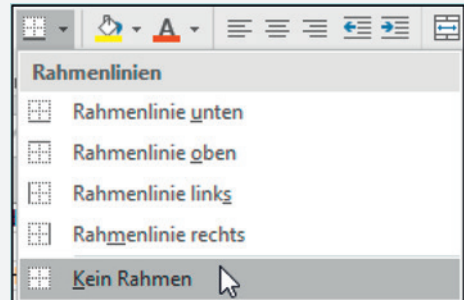 A
Rahmenlinien
Rahmenlinie unten
Rahmenlinie oben
Rahmenlinie links
Rahmenlinie rechts
Kein Rahmen